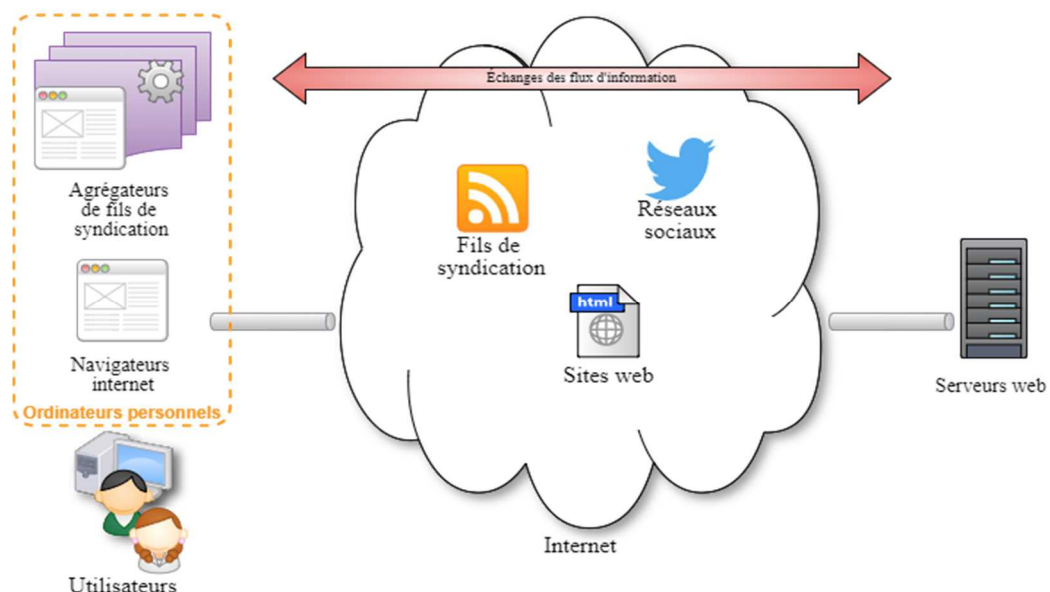 Échanges des flux d'information
Agrégateurs
de fils de
syndication
Navigateurs
internet
Ordinateurs personnels
Utilisateurs
Fils de
syndication
Réseaux
sociaux
html
Sites web
Internet
Serveurs web